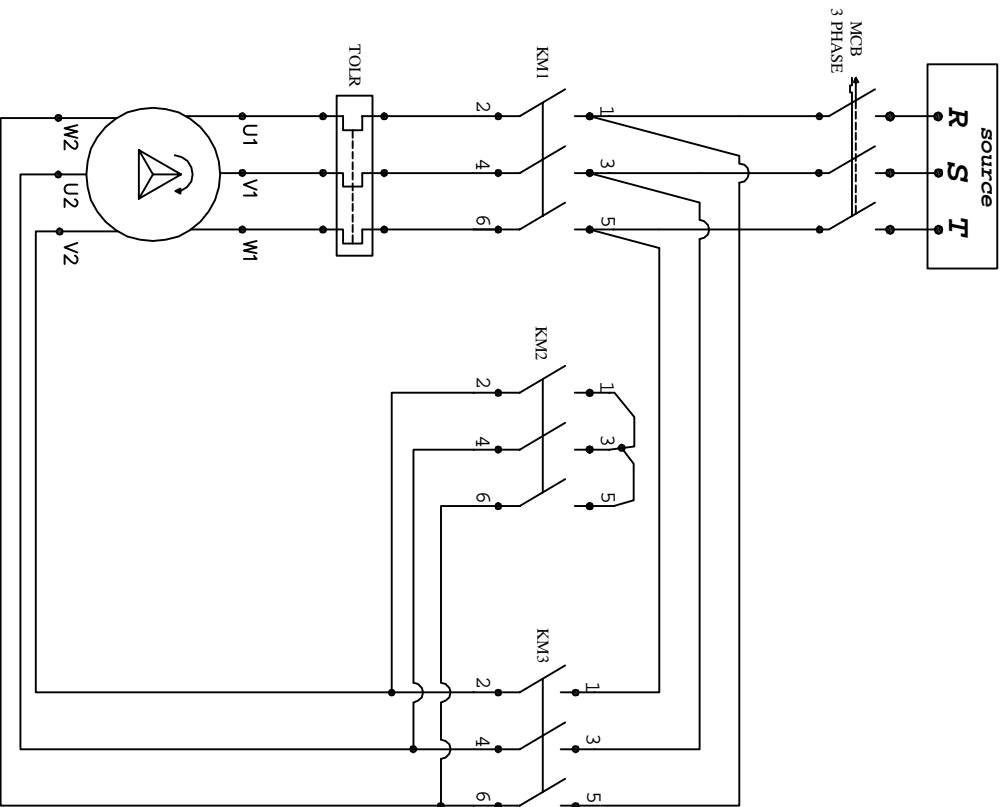 source
R S T
MCB
3 PHASE
KM1
1 3 5
2 4 6
TOLR
U1 V1 W1
W2 U2 V2
KM2
1 3 5
2 4 6
KM3
1 3 5
2 4 6